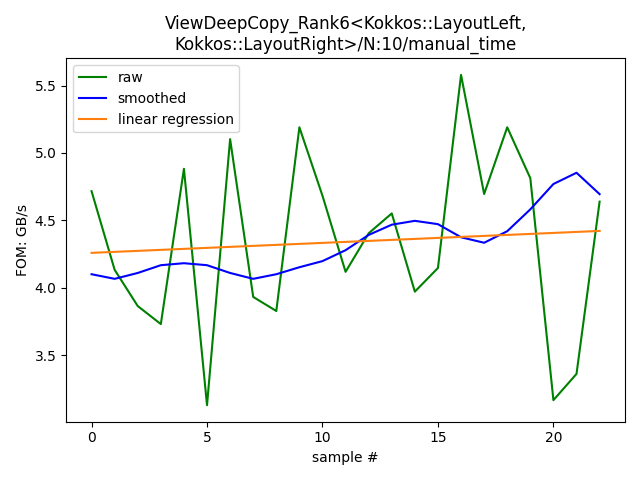 ViewDeepCopy_Rank6<Kokkos::LayoutLeft,
Kokkos::LayoutRight>/N:10/manual_time
raw
smoothed
linear regression
FOM: GB/s
5.5
5.0
4.5
4.0
3.5
0
5
10
15
20
sample #